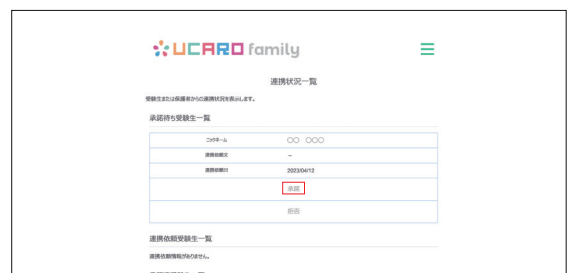 UCARO family
連携状況一覧
受験生または保護者からの連携状況を表示します。
承諾待ち受験生一覧
ニックネーム ○○ ○○○
連携依頼文 −
連携依頼日 2023/04/12
承諾
拒否
連携依頼受験生一覧
連携依頼情報がありません。